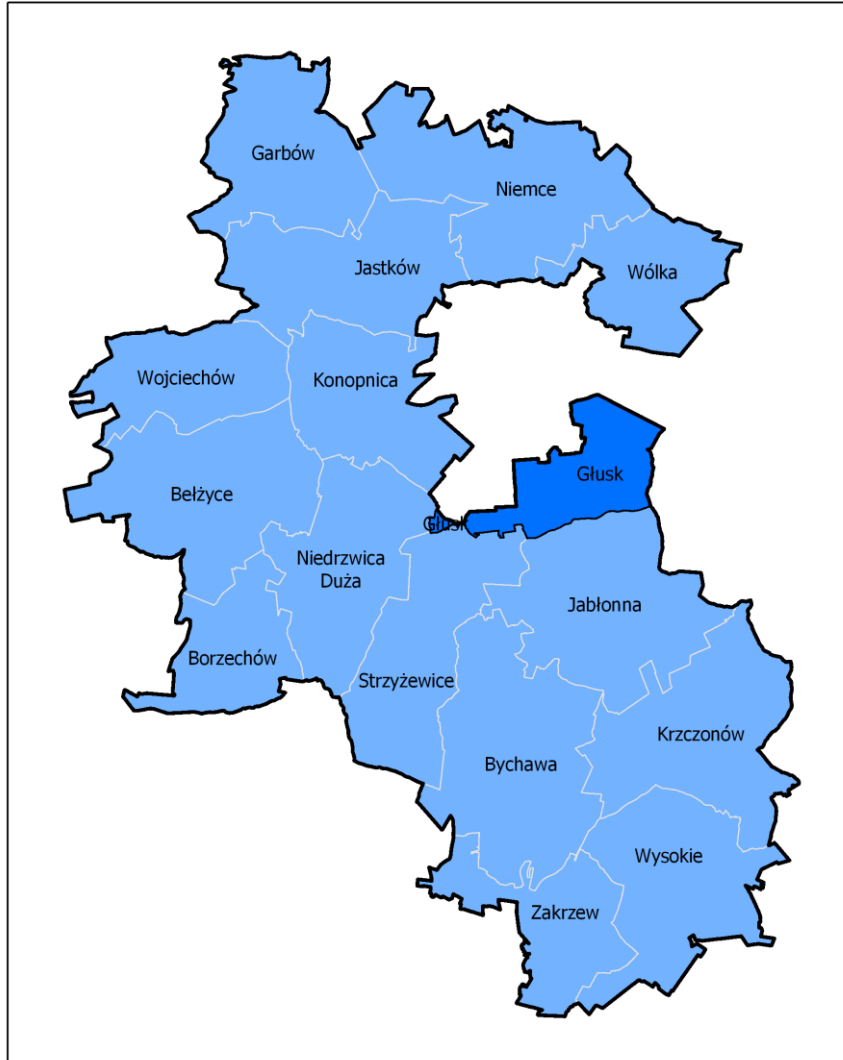 Garbów
Niemce
Jastków
Wólka
Wojciechów
Konopnica
Głusk
Bełżyce
Głusk
Niedrzwica
Duża
Jabłonna
Borzechów
Strzyżewice
Krzczonów
Bychawa
Wysokie
Zakrzew